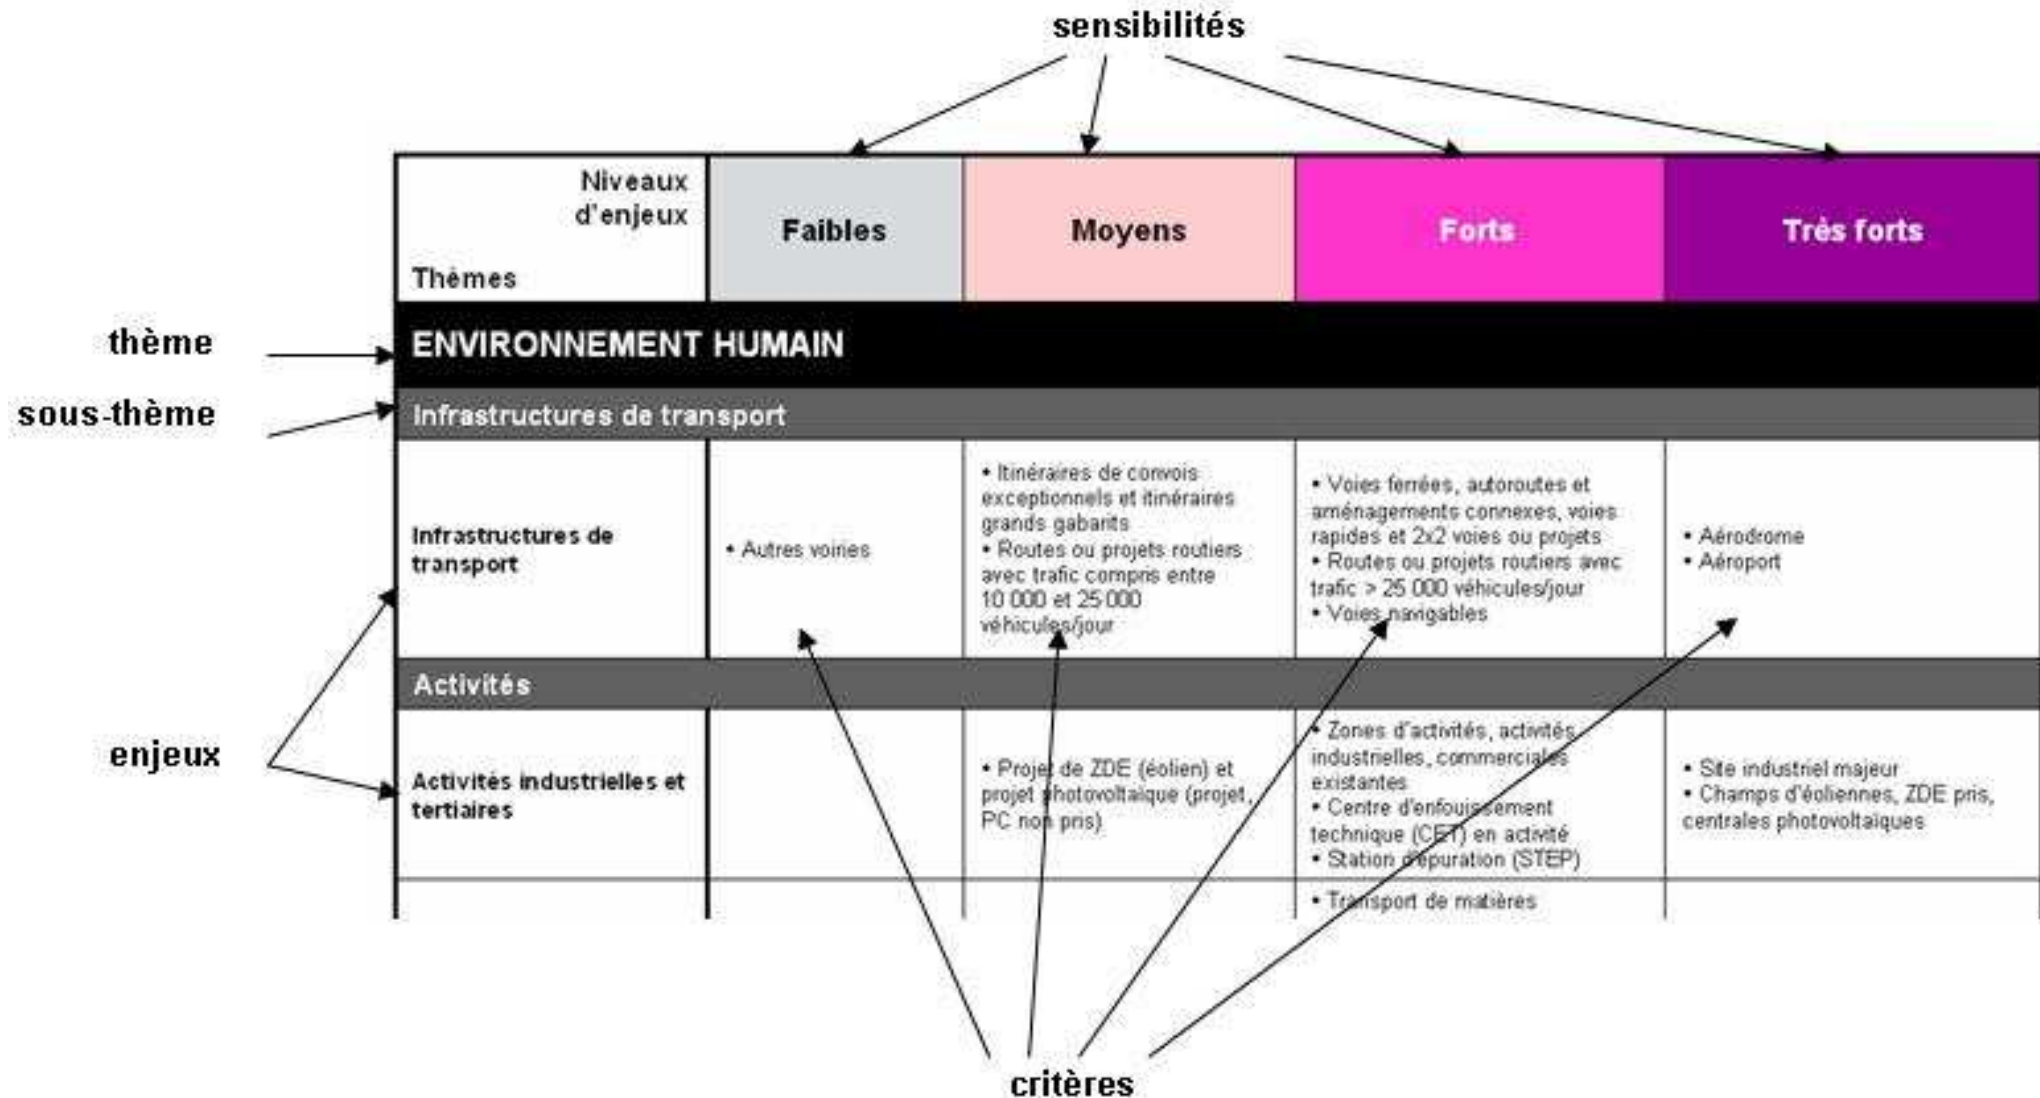 sensibilités
Niveaux
d'enjeux
Thèmes
Faibles
Moyens
Forts
Très forts
thème
ENVIRONNEMENT HUMAIN
sous-thème
Infrastructures de transport
Infrastructures de
transport
• Autres voiries
• Itinéraires de convois
exceptionnels et itinéraires
grands gabarits
• Routes ou projets routiers
avec trafic compris entre
10 000 et 25 000
véhicules/jour
• Voies ferrées, autoroutes et
aménagements connexes, voies
rapides et 2x2 voies ou projets
• Routes ou projets routiers avec
trafic > 25 000 véhicules/jour
• Voies navigables
• Aérodrome
• Aéroport
Activités
enjeux
Activités industrielles et
tertiaires
• Projet de ZDE (éolien) et
projet photovoltaïque (projet,
PC non pris)
• Zones d'activités, activités
industrielles, commerciales
existantes
• Centre d'enfouissement
technique (CET) en activité
• Station d'épuration (STEP)
• Site industriel majeur
• Champs d'éoliennes, ZDE pris,
centrales photovoltaïques
• Transport de matières
critères